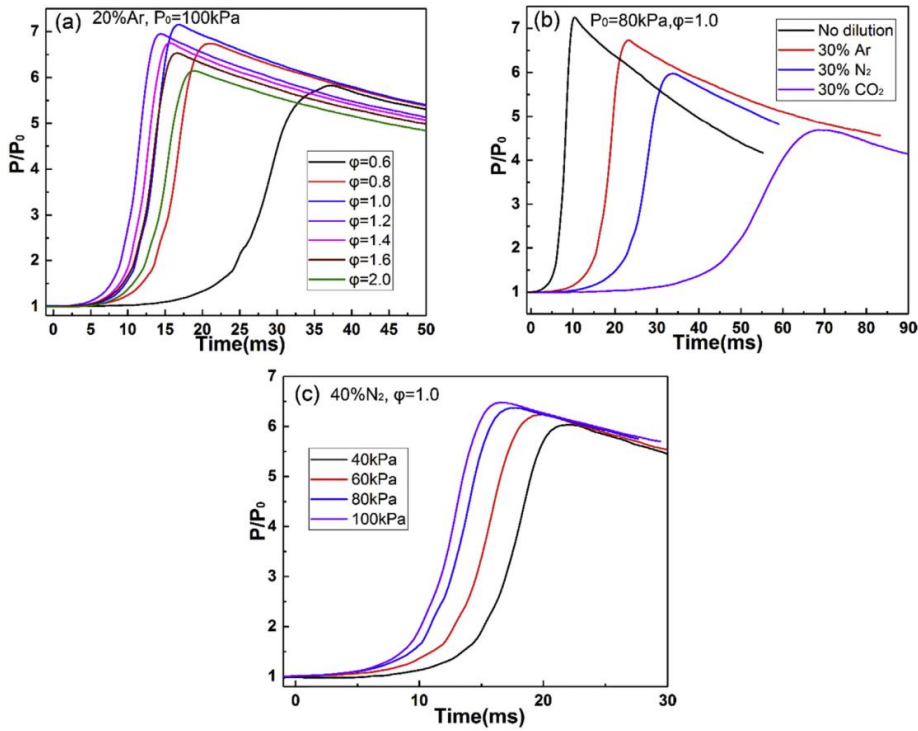 (a) 20%Ar, P₀=100kPa
7
6
5
4
3
2
1
P/P₀
φ=0.6
φ=0.8
φ=1.0
φ=1.2
φ=1.4
φ=1.6
φ=2.0
0 5 10 15 20 25 30 35 40 45 50
Time(ms)
(b) P₀=80kPa,φ=1.0
7
6
5
4
3
2
1
P/P₀
No dilution
30% Ar
30% N₂
30% CO₂
0 10 20 30 40 50 60 70 80 90
Time(ms)
(c) 40%N₂, φ=1.0
7
6
5
4
3
2
1
P/P₀
40kPa
60kPa
80kPa
100kPa
0 10 20 30
Time(ms)